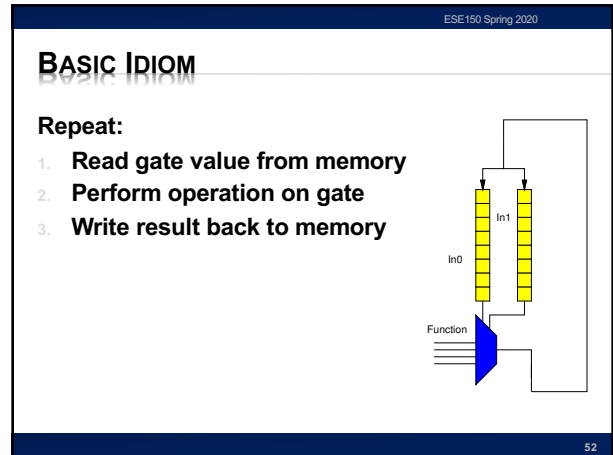 ESE150 Spring 2020
BASIC IDIOM
Repeat:
1. Read gate value from memory
2. Perform operation on gate
3. Write result back to memory
In1
In0
Function
52